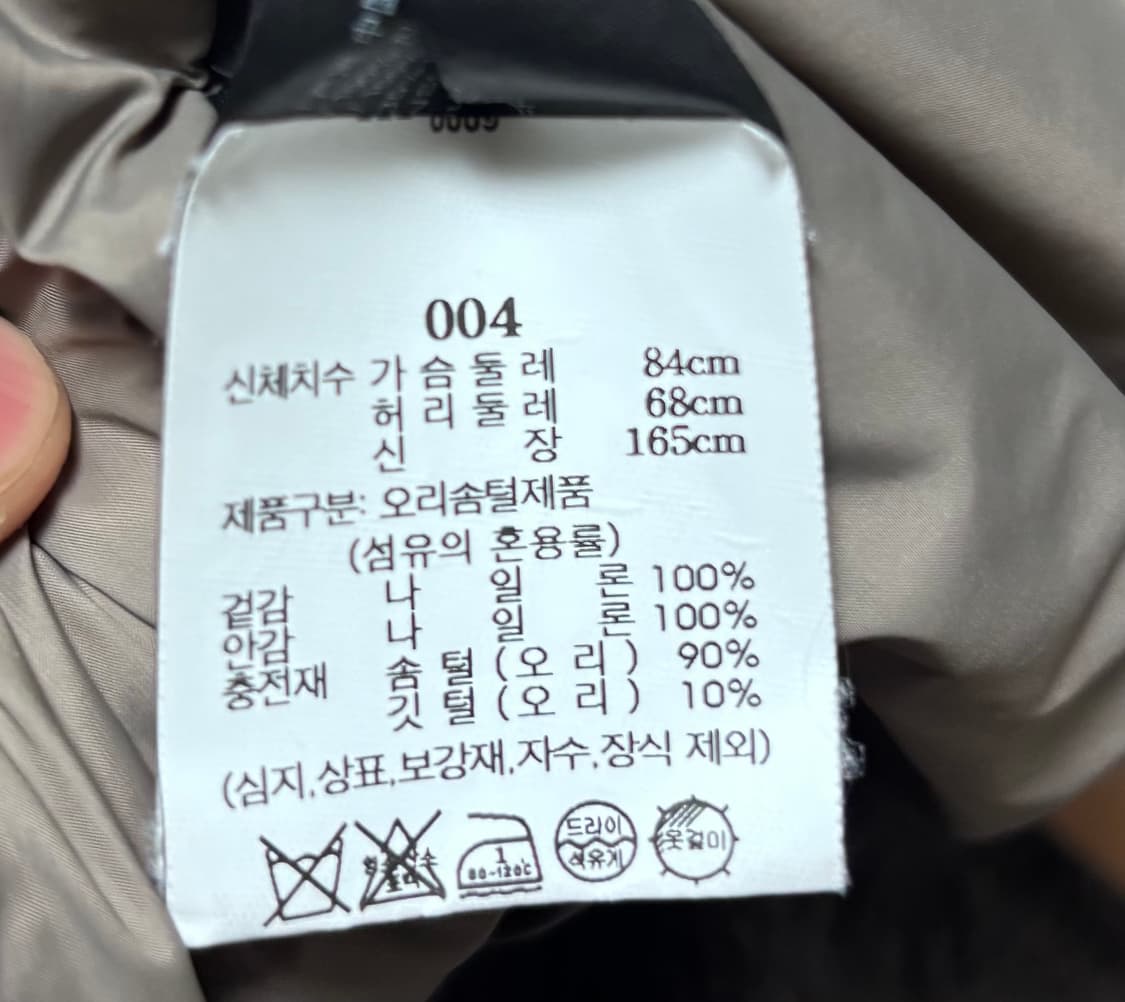 004
신체치수 가슴둘레 84cm
허리둘레 68cm
신장 165cm
제품구분: 오리솜털제품
(섬유의 혼용률)
겉감 나일론 100%
안감 나일론 100%
충전재 솜털(오리) 90%
깃털(오리) 10%
(심지,상표,보강재,자수,장식 제외)
1
80-120℃
드라이
석유계
옷걸이